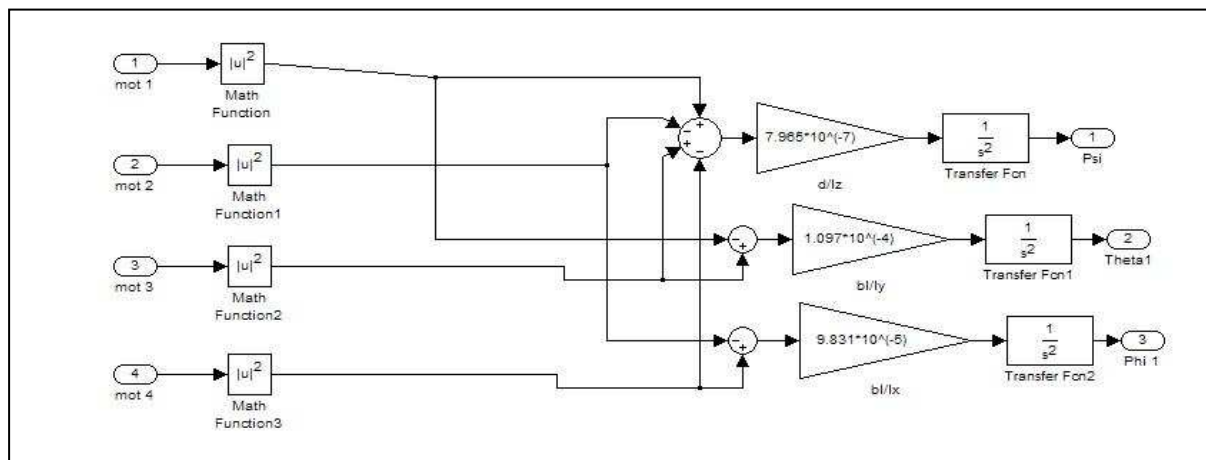 1
mot 1
|u|²
Math
Function
2
mot 2
|u|²
Math
Function1
3
mot 3
|u|²
Math
Function2
4
mot 4
|u|²
Math
Function3
+
-
+
-
7.965*10^(-7)
d/Iz
1
s²
Transfer Fcn
1
Psi
-
+
1.097*10^(-4)
bl/Iy
1
s²
Transfer Fcn1
2
Theta1
-
+
9.831*10^(-5)
bl/Ix
1
s²
Transfer Fcn2
3
Phi 1